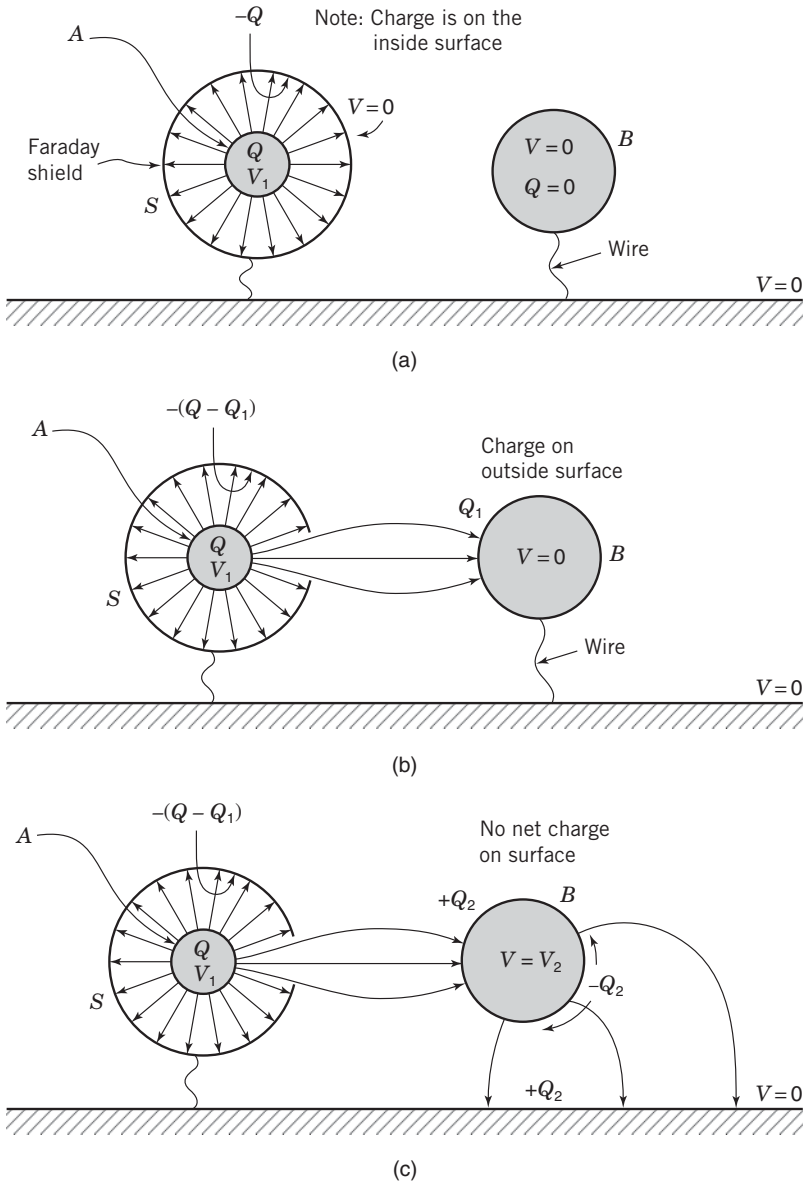 −Q
Note: Charge is on the
inside surface
A
V = 0
Faraday
shield
Q
V₁
S
V = 0
Q = 0
B
Wire
V = 0
(a)
−(Q − Q₁)
A
Charge on
outside surface
Q₁
Q
V₁
V = 0
B
S
Wire
V = 0
(b)
−(Q − Q₁)
A
No net charge
on surface
+Q₂
B
Q
V₁
V = V₂
−Q₂
S
+Q₂
V = 0
(c)